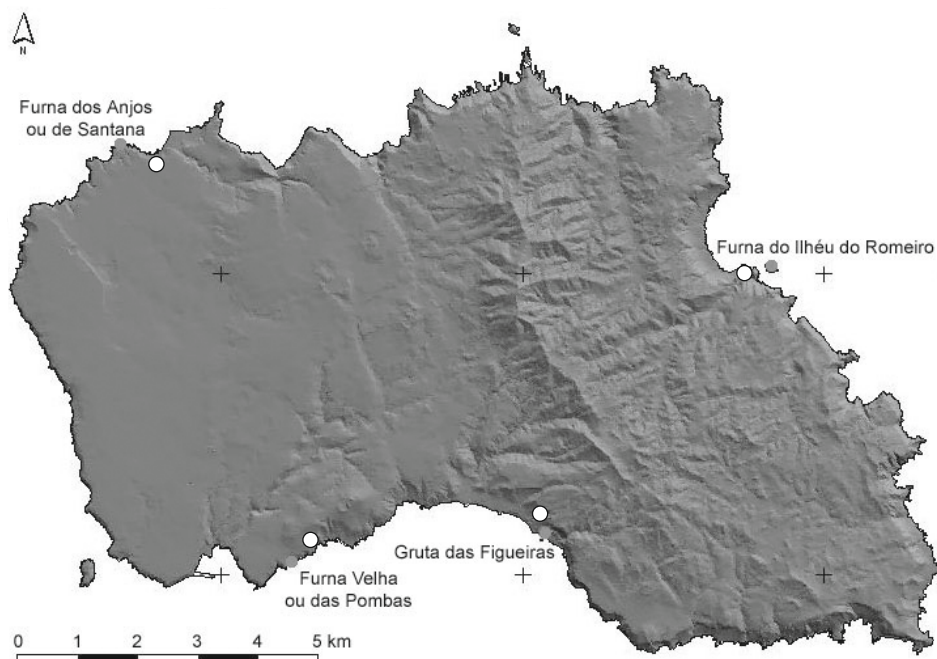 N
Furna dos Anjos
ou de Santana
Furna do Ilhéu do Romeiro
Gruta das Figueiras
Furna Velha
ou das Pombas
0 1 2 3 4 5 km